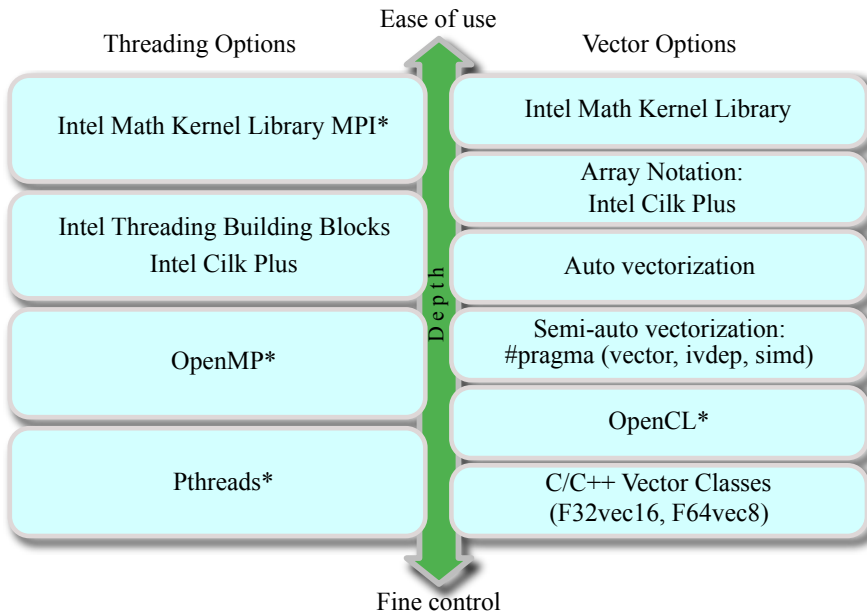 Ease of use
Threading Options
Vector Options
Intel Math Kernel Library MPI*
Intel Threading Building Blocks
Intel Cilk Plus
OpenMP*
Pthreads*
Depth
Intel Math Kernel Library
Array Notation:
Intel Cilk Plus
Auto vectorization
Semi-auto vectorization:
#pragma (vector, ivdep, simd)
OpenCL*
C/C++ Vector Classes
(F32vec16, F64vec8)
Fine control